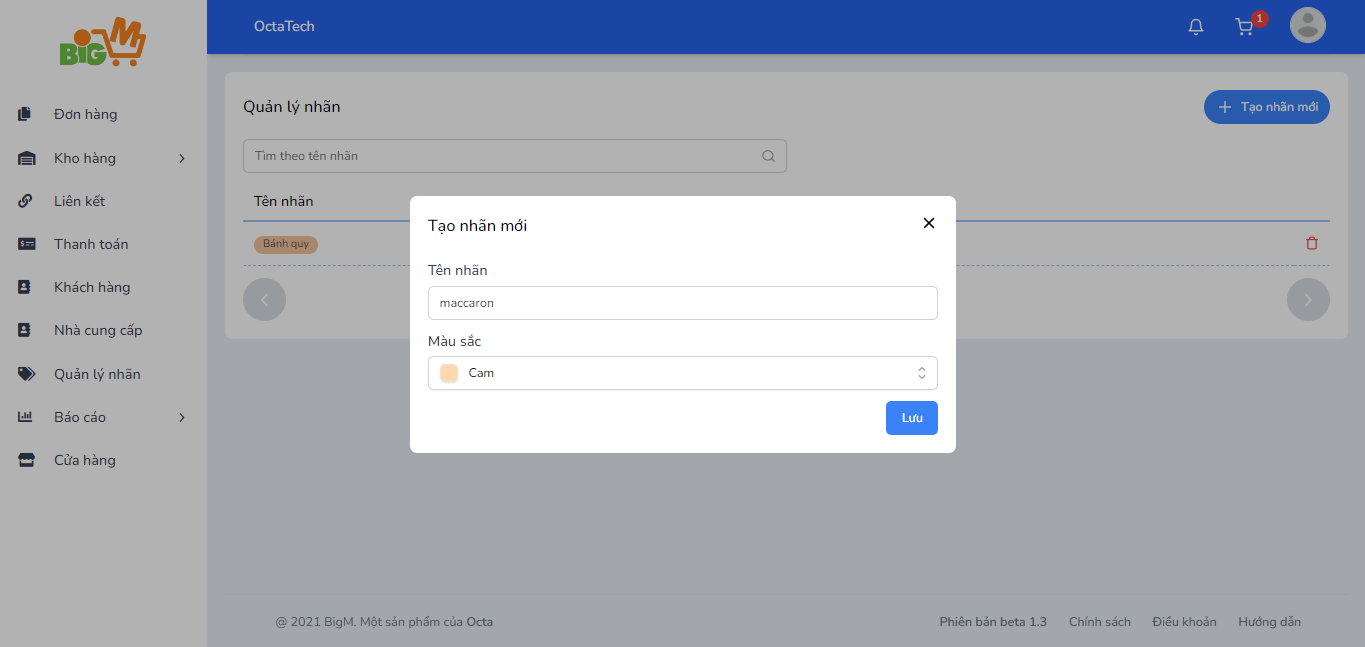 BIG M
OctaTech
1
Đơn hàng
Kho hàng
Liên kết
Thanh toán
Khách hàng
Nhà cung cấp
Quản lý nhãn
Báo cáo
Cửa hàng
Quản lý nhãn
Tạo nhãn mới
Tìm theo tên nhãn
Tên nhãn
Bánh quy
Tạo nhãn mới
Tên nhãn
maccaron
Màu sắc
Cam
Lưu
@ 2021 BigM. Một sản phẩm của Octa
Phiên bản beta 1.3 Chính sách Điều khoản Hướng dẫn